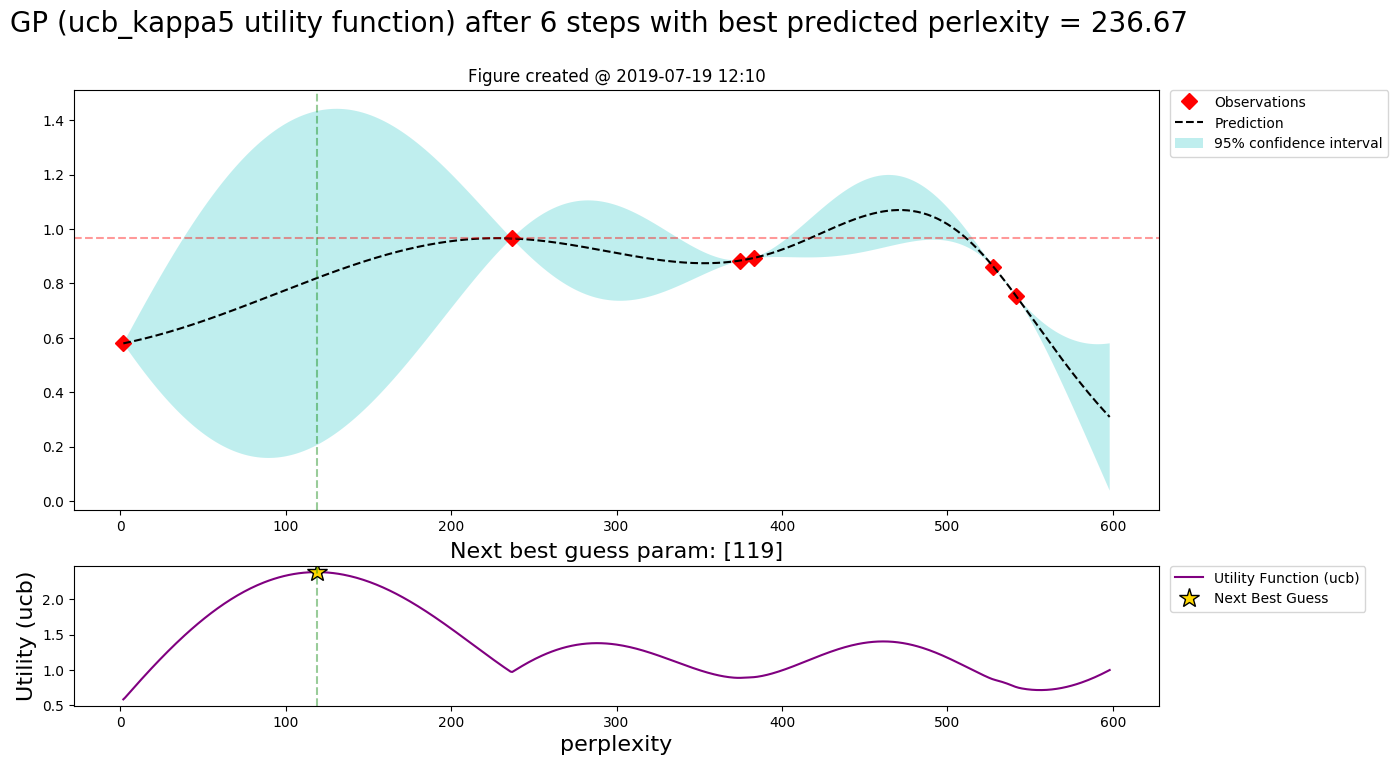 GP (ucb_kappa5 utility function) after 6 steps with best predicted perlexity = 236.67
Figure created @ 2019-07-19 12:10
1.4
1.2
1.0
0.8
0.6
0.4
0.2
0.0
0 100 200 300 400 500 600
Observations
Prediction
95% confidence interval
Next best guess param: [119]
Utility (ucb)
2.0
1.5
1.0
0.5
0 100 200 300 400 500 600
perplexity
Utility Function (ucb)
Next Best Guess